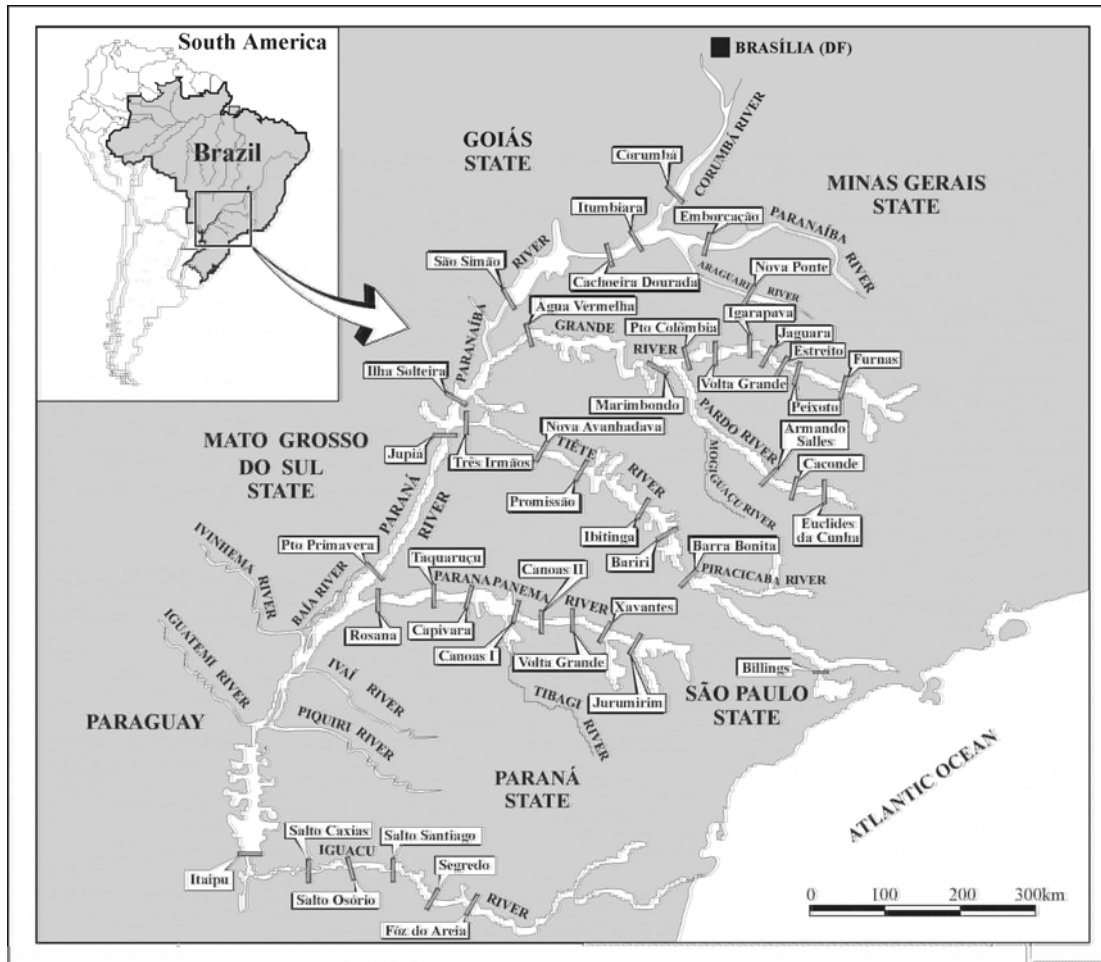 South America
Brazil
BRASÍLIA (DF)
GOIÁS
STATE
CORUMBÁ RIVER
Corumbá
MINAS GERAIS
STATE
Itumbiara
Emborcação
PARANAÍBA
RIVER
São Simão
RIVER
Cachoeira Dourada
ARAGUARI RIVER
Nova Ponte
Água Vermelha
Igarapava
PARANAÍBA
GRANDE
RIVER
Pto Colômbia
Jaguara
Estreito
Furnas
Ilha Solteira
Volta Grande
Marimbondo
Peixoto
MATO GROSSO
DO SUL
STATE
Nova Avanhadava
PARDO RIVER
Armando
Salles
Jupiá
Três Irmãos
TIÊTE
RIVER
MOGI GUAÇU RIVER
Caconde
Promissão
PARANÁ
RIVER
Euclides
da Cunha
Ibitinga
IVINHEMA
RIVER
Pto Primavera
Bariri
Barra Bonita
Taquaruçu
Canoas II
PIRACICABA RIVER
BAÍA RIVER
PARANA PANEMA
RIVER
Xavantes
Rosana
Capivara
Canoas I
Volta Grande
IGUATEMI RIVER
IVAÍ RIVER
Billings
Jurumirim
SÃO PAULO
STATE
TIBAGI
RIVER
PARAGUAY
PIQUIRI RIVER
PARANÁ
STATE
ATLANTIC OCEAN
Salto Caxias
Salto Santiago
IGUACU
Segredo
Itaipu
Salto Osório
RIVER
Fóz do Areia
0 100 200 300km